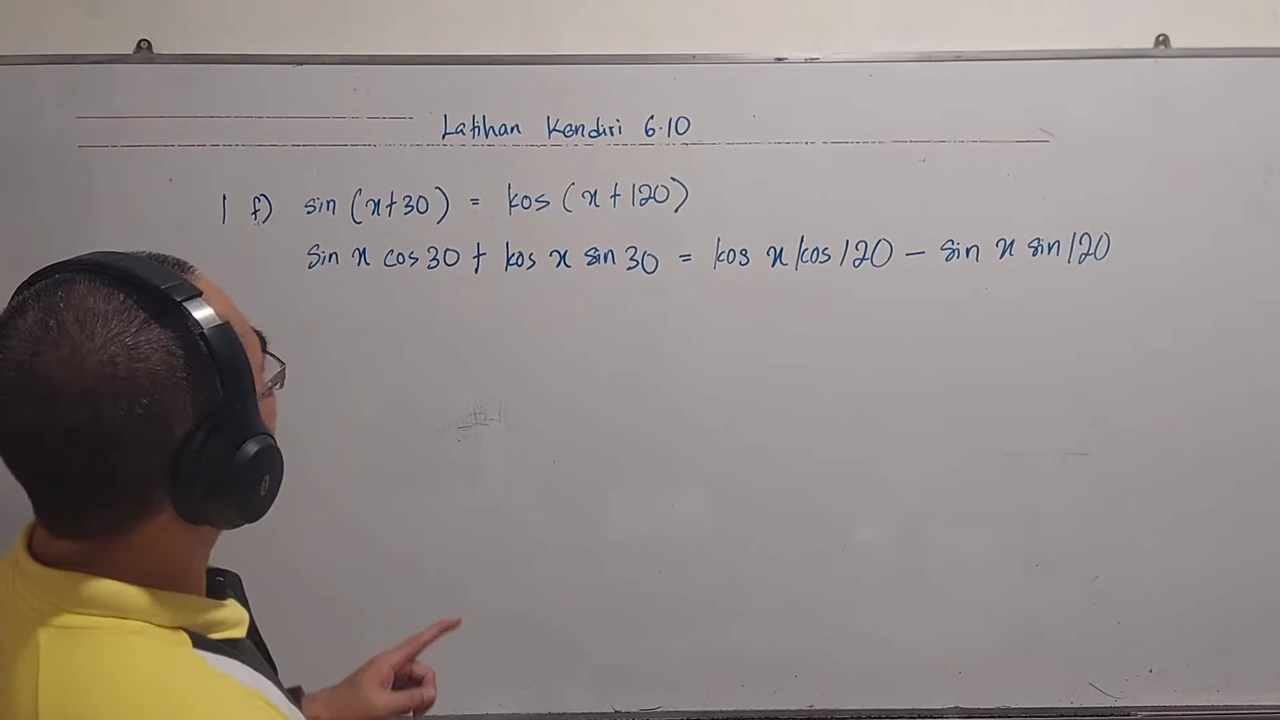 Latihan Kendiri 6.10
1 f) sin (x+30) = kos (x+120)
sin x cos 30 + kos x sin 30 = kos x kos 120 - sin x sin 120